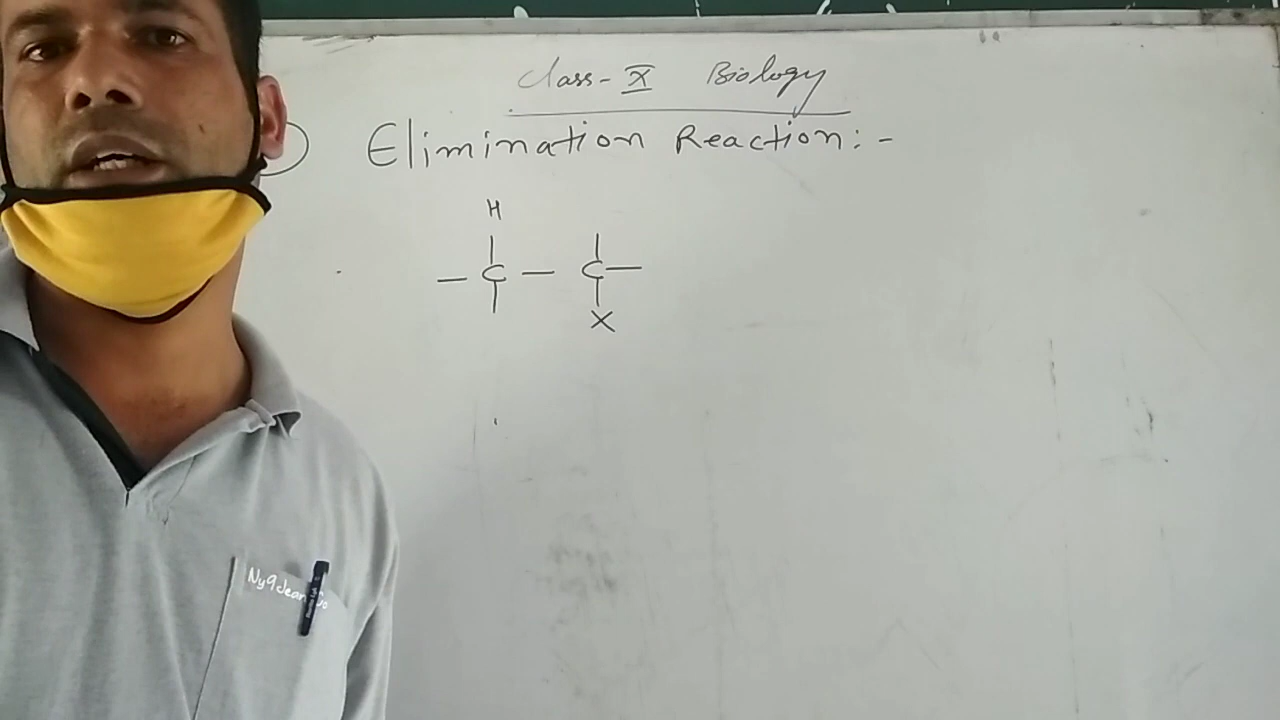 Class-X Biology
Elimination Reaction:-
H
— C — C —
X